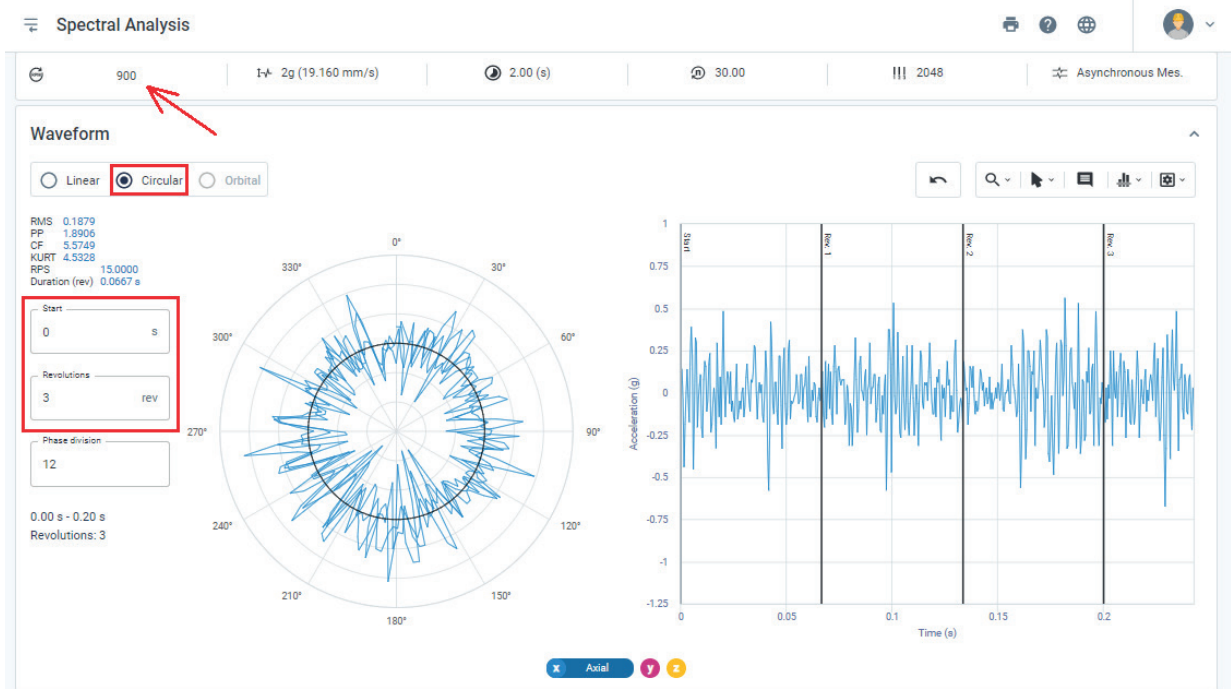 Spectral Analysis
900
2g (19.160 mm/s)
2.00 (s)
30.00
2048
Asynchronous Mes.
Waveform
Linear
Circular
Orbital
RMS 0.1879
PP 1.8906
CF 5.5749
KURT 4.5328
RPS 15.0000
Duration (rev) 0.0667 s
Start
0 s
Revolutions
3 rev
Phase division
12
0.00 s - 0.20 s
Revolutions: 3
0°
30°
60°
90°
120°
150°
180°
210°
240°
270°
300°
330°
Start
Rev. 1
Rev. 2
Rev. 3
1
0.75
0.5
0.25
0
-0.25
-0.5
-0.75
-1
-1.25
Acceleration (g)
0
0.05
0.1
0.15
0.2
Time (s)
x Axial
y
z